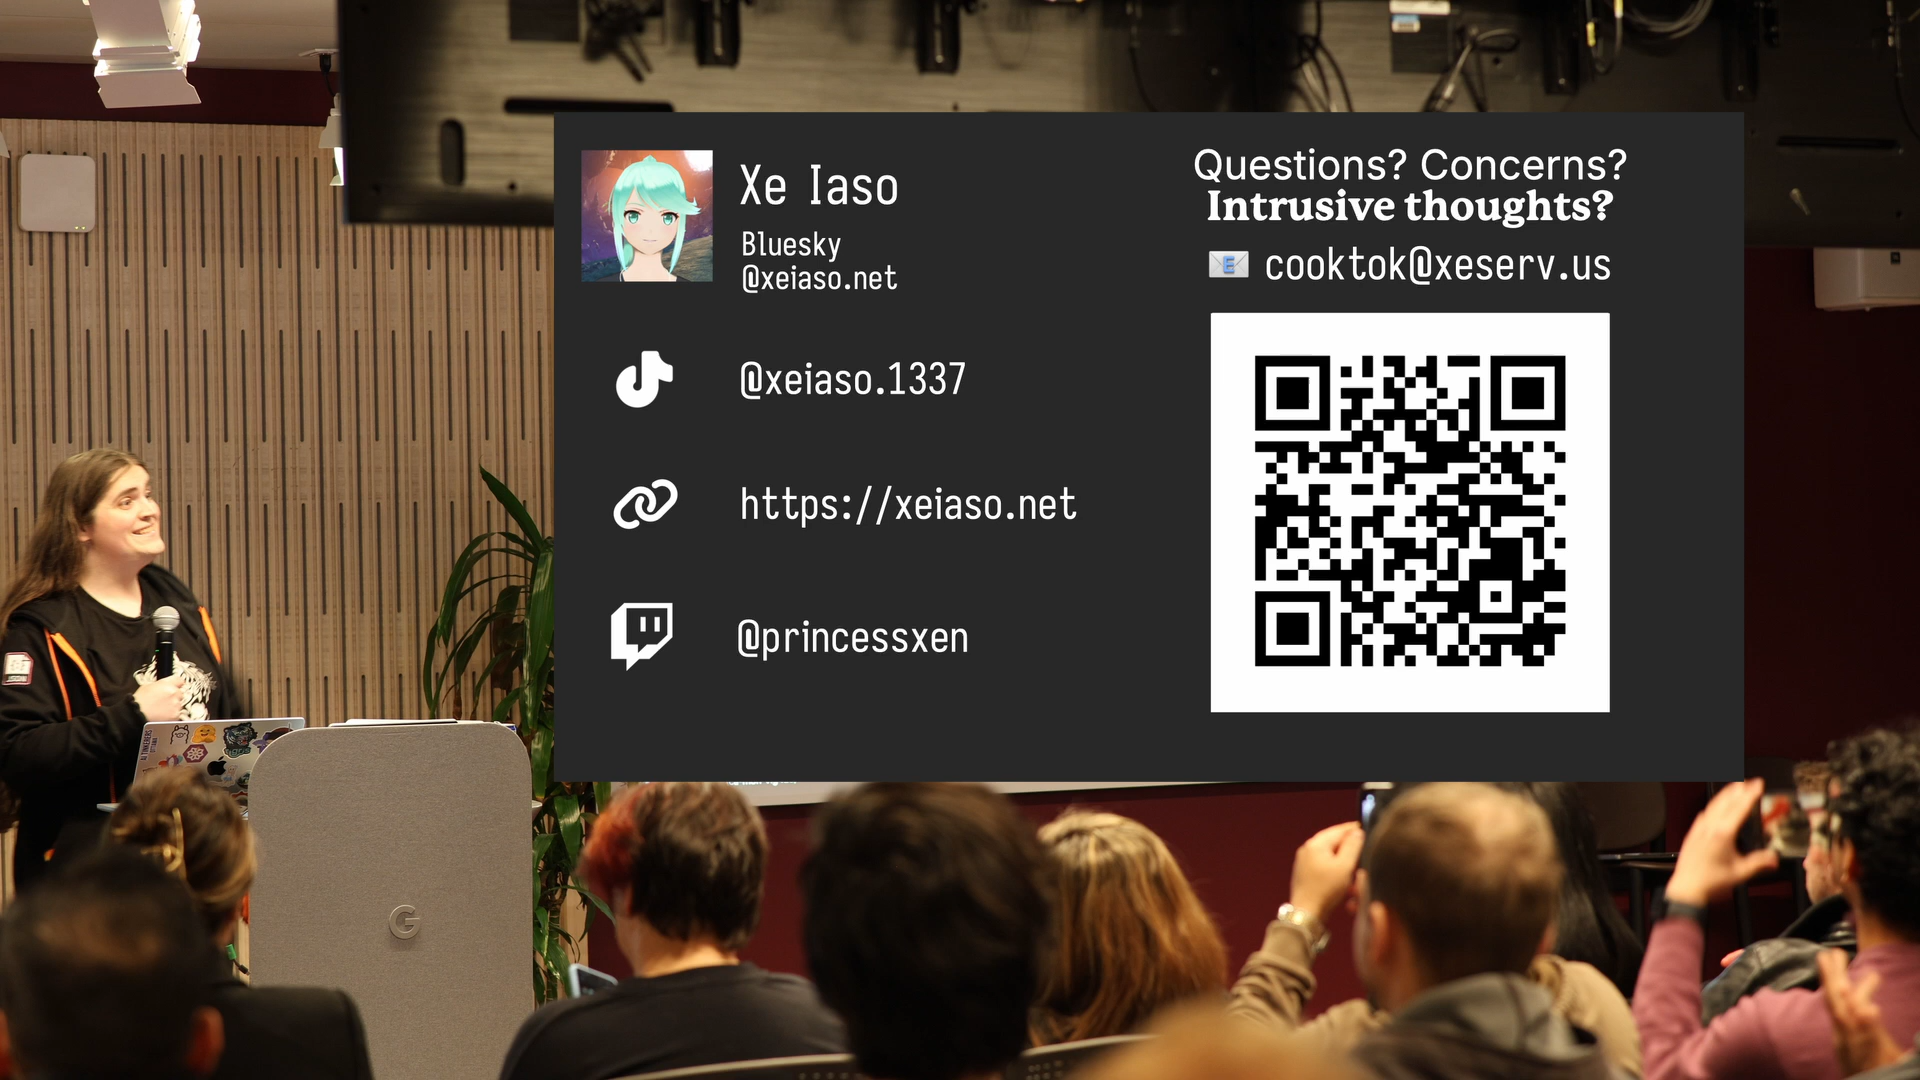 Xe Iaso
Bluesky
@xeiaso.net
@xeiaso.1337
https://xeiaso.net
@princessxen
Questions? Concerns?
Intrusive thoughts?
E cooktok@xeserv.us
G